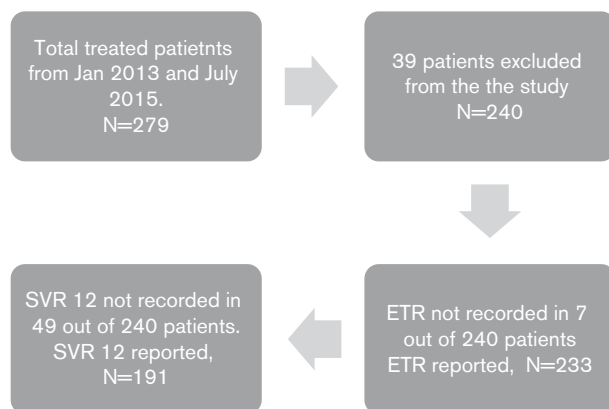 Total treated patietnts
from Jan 2013 and July
2015.
N=279
39 patients excluded
from the the study
N=240
ETR not recorded in 7
out of 240 patients
ETR reported, N=233
SVR 12 not recorded in
49 out of 240 patients.
SVR 12 reported,
N=191